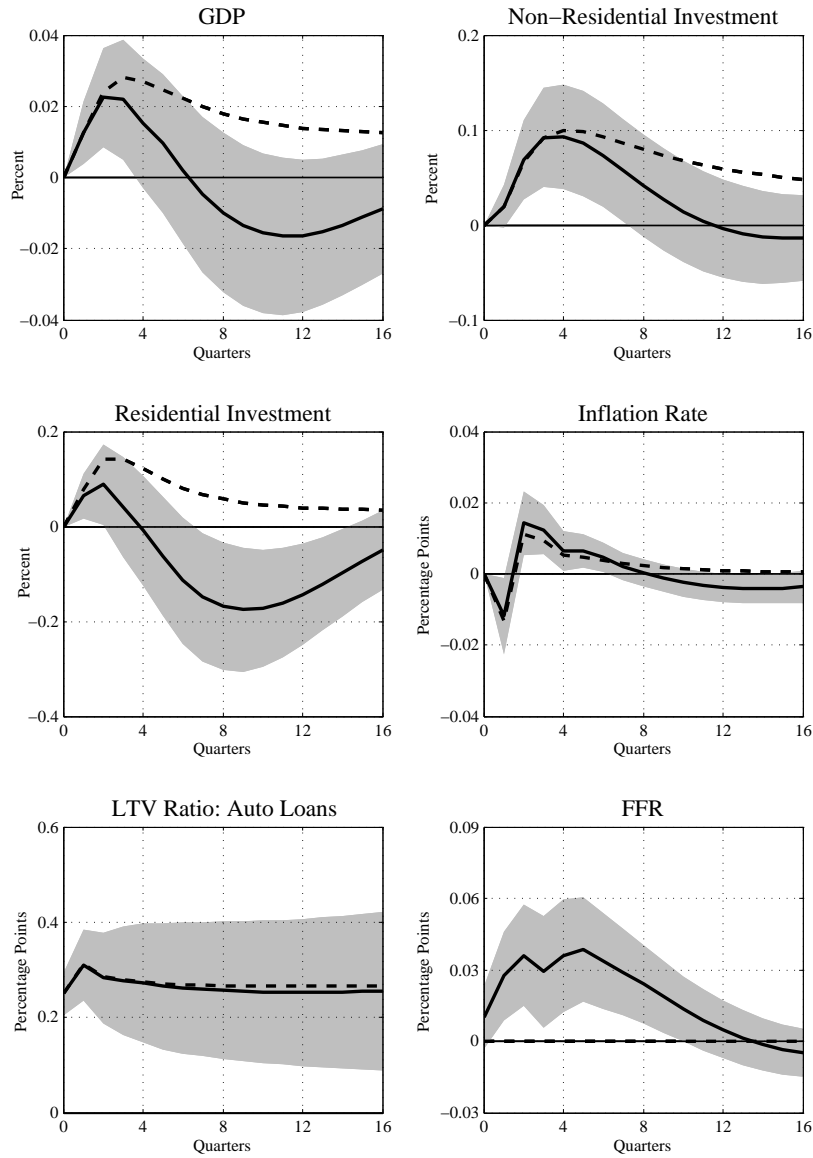 GDP
Percent
0.04
0.02
0
−0.02
−0.04
0 4 8 12 16
Quarters
Non−Residential Investment
Percent
0.2
0.1
0
−0.1
0 4 8 12 16
Quarters
Residential Investment
Percent
0.2
0
−0.2
−0.4
0 4 8 12 16
Quarters
Inflation Rate
Percentage Points
0.04
0.02
0
−0.02
−0.04
0 4 8 12 16
Quarters
LTV Ratio: Auto Loans
Percentage Points
0.6
0.4
0.2
0
0 4 8 12 16
Quarters
FFR
Percentage Points
0.09
0.06
0.03
0
−0.03
0 4 8 12 16
Quarters